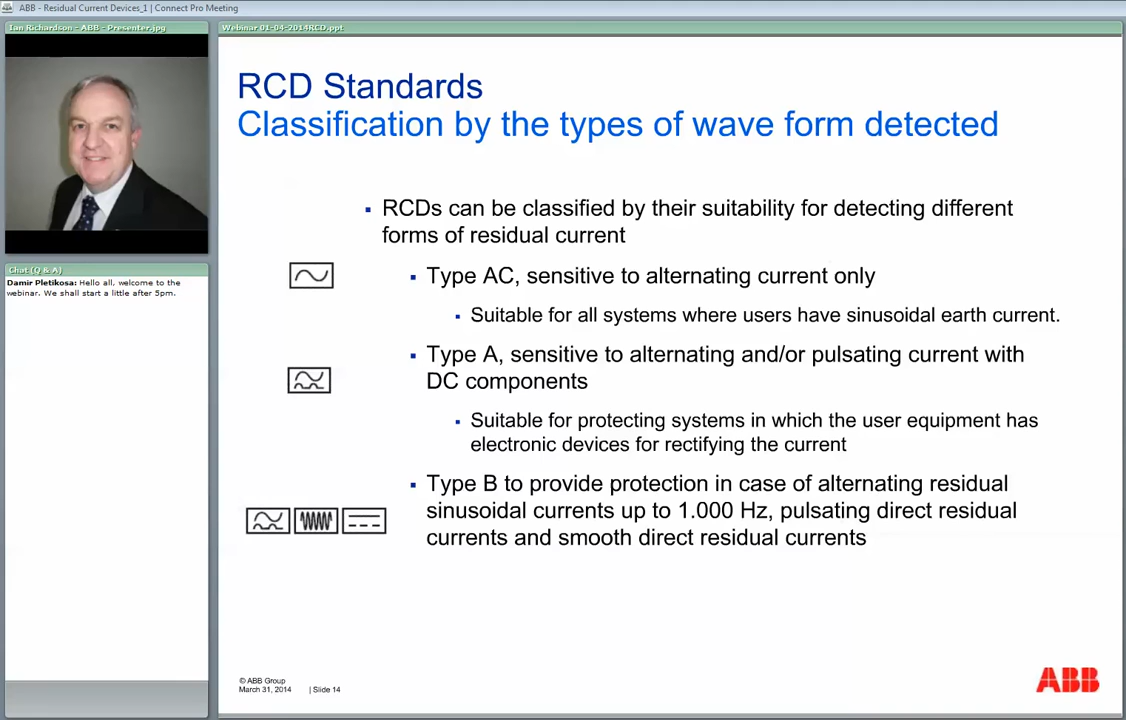 ABB - Residual Current Devices_1 | Connect Pro Meeting
Ian Richardson - ABB - Presenter.jpg
Chat (Q & A)
Damir Pletikosa: Hello all, welcome to the
webinar. We shall start a little after 5pm.
Webinar 01-04-2014RCD.ppt
RCD Standards
Classification by the types of wave form detected
▪ RCDs can be classified by their suitability for detecting different
forms of residual current
▪ Type AC, sensitive to alternating current only
▪ Suitable for all systems where users have sinusoidal earth current.
▪ Type A, sensitive to alternating and/or pulsating current with
DC components
▪ Suitable for protecting systems in which the user equipment has
electronic devices for rectifying the current
▪ Type B to provide protection in case of alternating residual
sinusoidal currents up to 1.000 Hz, pulsating direct residual
currents and smooth direct residual currents
© ABB Group
March 31, 2014 | Slide 14
ABB